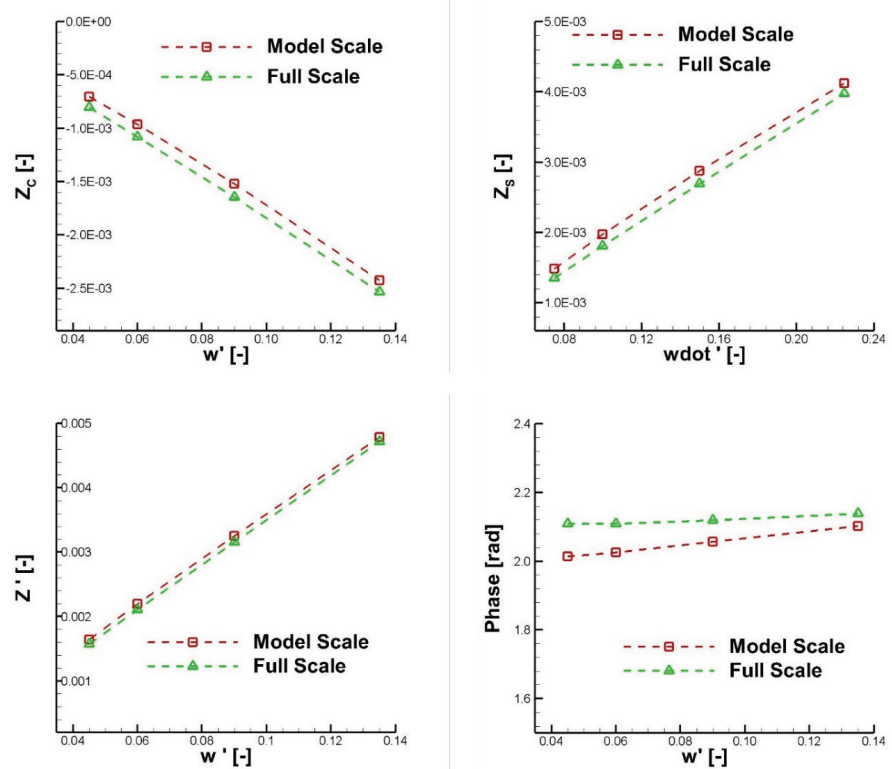 0.0E+00
-5.0E-04
-1.0E-03
-1.5E-03
-2.0E-03
-2.5E-03
Zc [-]
Model Scale
Full Scale
0.04 0.06 0.08 0.10 0.12 0.14
w' [-]
5.0E-03
4.0E-03
3.0E-03
2.0E-03
1.0E-03
Zs [-]
Model Scale
Full Scale
0.08 0.12 0.16 0.20 0.24
wdot ' [-]
0.005
0.004
0.003
0.002
0.001
Z ' [-]
Model Scale
Full Scale
0.04 0.06 0.08 0.10 0.12 0.14
w ' [-]
2.4
2.2
2.0
1.8
1.6
Phase [rad]
Model Scale
Full Scale
0.04 0.06 0.08 0.10 0.12 0.14
w' [-]